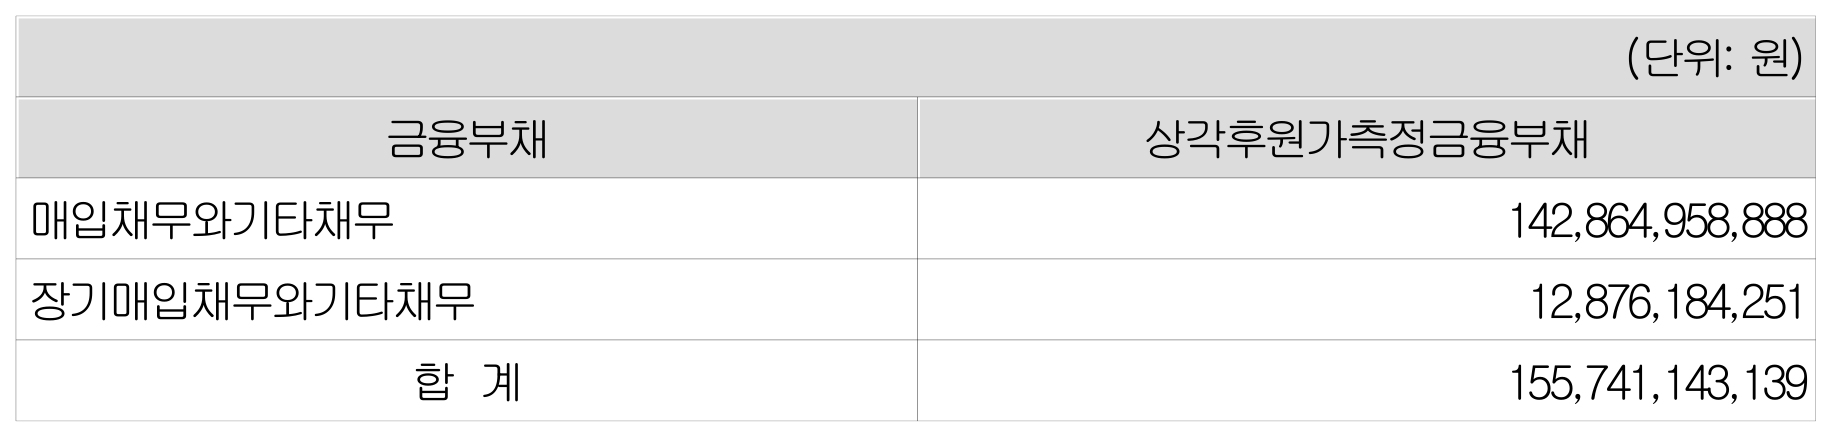 (단위: 원)
금융부채 상각후원가측정금융부채
매입채무와기타채무 142,864,958,888
장기매입채무와기타채무 12,876,184,251
합 계 155,741,143,139